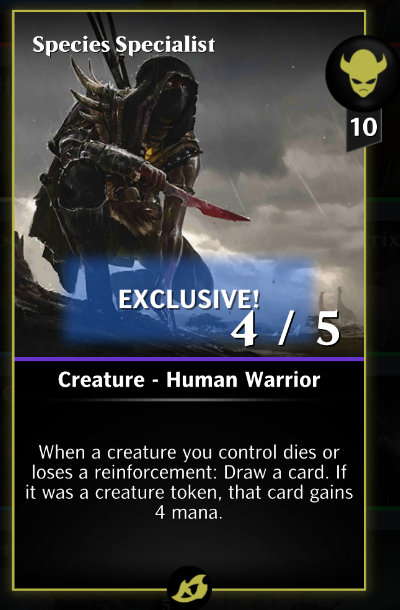 Species Specialist
10
EXCLUSIVE!
4 / 5
Creature - Human Warrior
When a creature you control dies or
loses a reinforcement: Draw a card. If
it was a creature token, that card gains
4 mana.